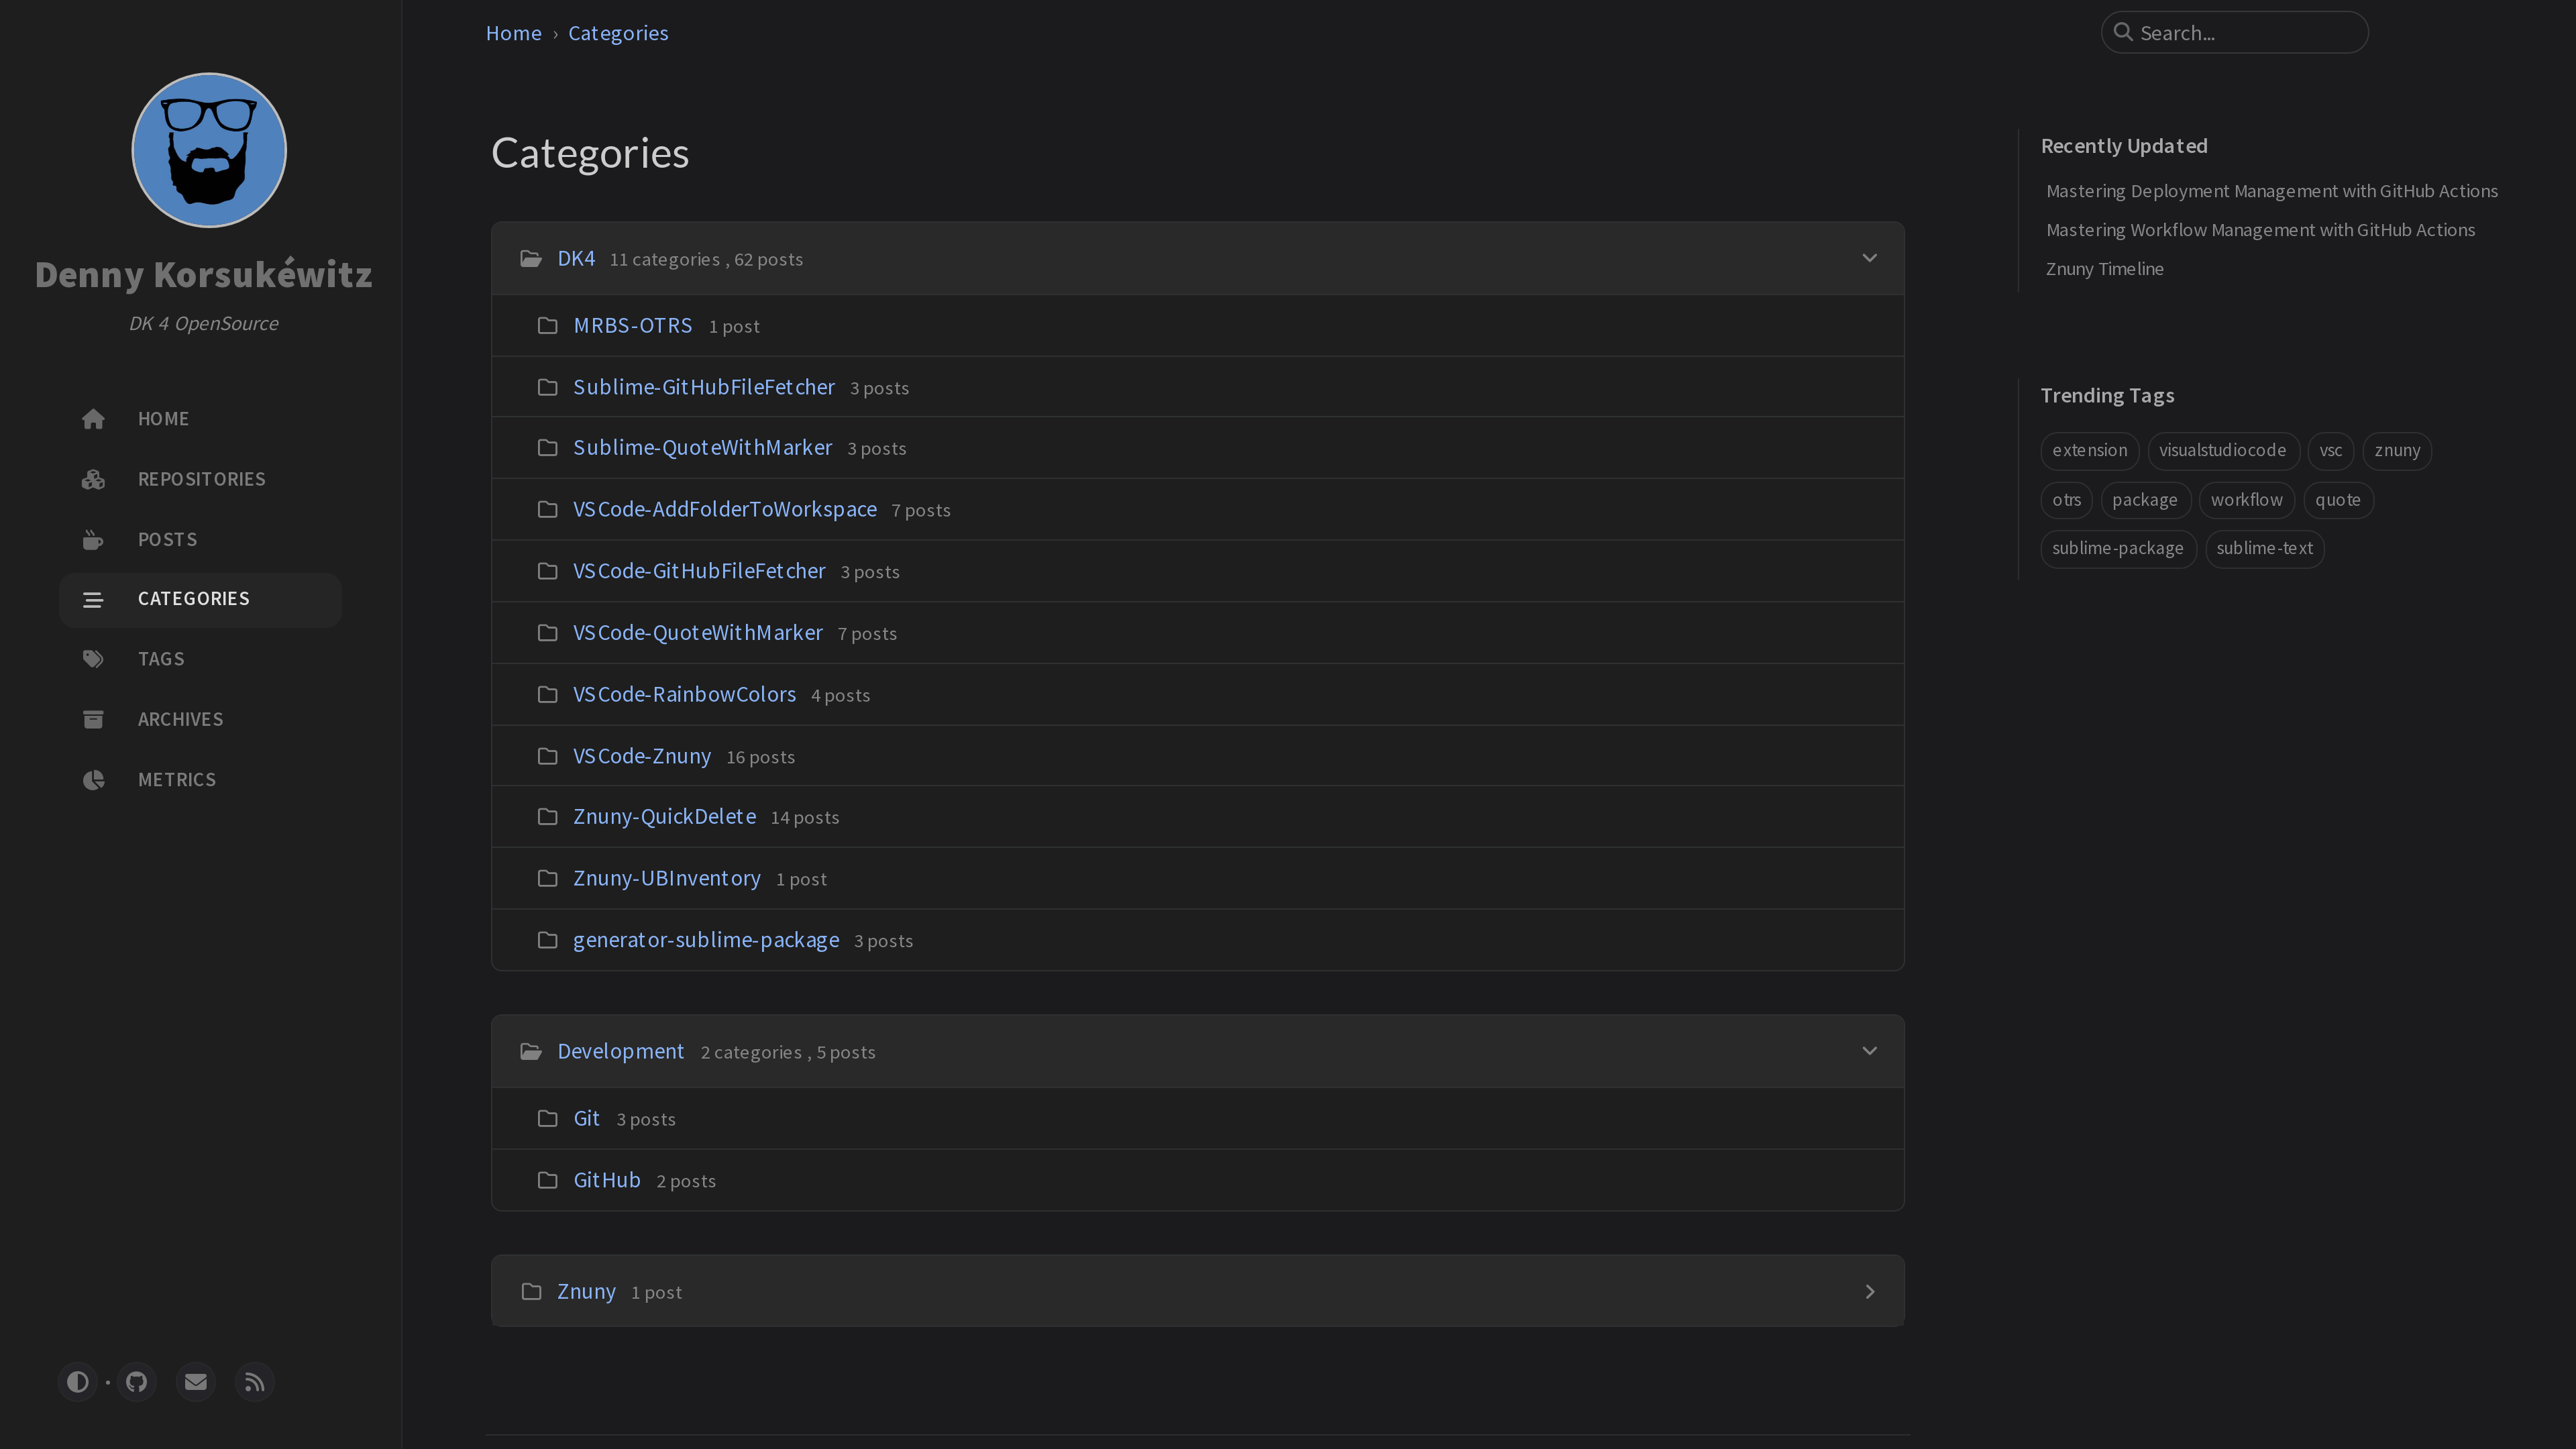 Denny Korsukéwitz
DK 4 OpenSource
HOME
REPOSITORIES
POSTS
CATEGORIES
TAGS
ARCHIVES
METRICS
Home › Categories
Search...
Categories
DK4 11 categories , 62 posts
MRBS-OTRS 1 post
Sublime-GitHubFileFetcher 3 posts
Sublime-QuoteWithMarker 3 posts
VSCode-AddFolderToWorkspace 7 posts
VSCode-GitHubFileFetcher 3 posts
VSCode-QuoteWithMarker 7 posts
VSCode-RainbowColors 4 posts
VSCode-Znuny 16 posts
Znuny-QuickDelete 14 posts
Znuny-UBInventory 1 post
generator-sublime-package 3 posts
Development 2 categories , 5 posts
Git 3 posts
GitHub 2 posts
Znuny 1 post
Recently Updated
Mastering Deployment Management with GitHub Actions
Mastering Workflow Management with GitHub Actions
Znuny Timeline
Trending Tags
extension visualstudiocode vsc znuny
otrs package workflow quote
sublime-package sublime-text